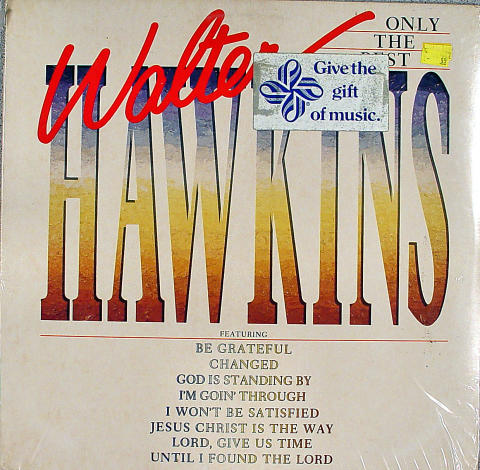 ONLY
THE
BEST
Walter
HAWKINS
Give the
gift
of music.
FEATURING
BE GRATEFUL
CHANGED
GOD IS STANDING BY
I'M GOIN' THROUGH
I WON'T BE SATISFIED
JESUS CHRIST IS THE WAY
LORD, GIVE US TIME
UNTIL I FOUND THE LORD